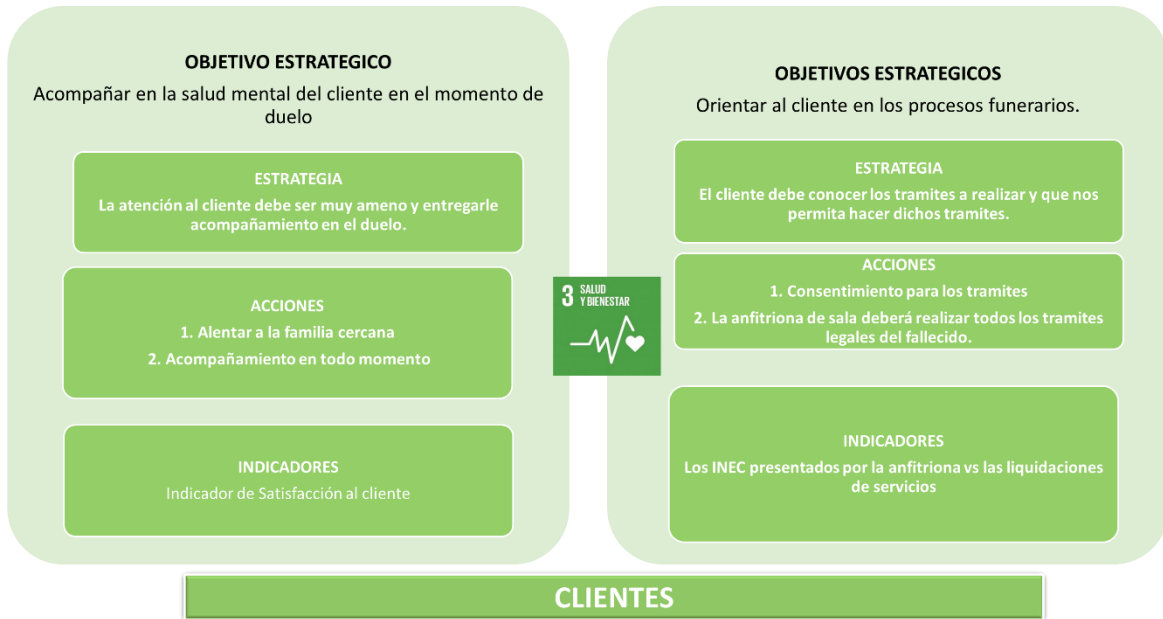 OBJETIVO ESTRATEGICO
Acompañar en la salud mental del cliente en el momento de
duelo
ESTRATEGIA
La atención al cliente debe ser muy ameno y entregarle
acompañamiento en el duelo.
ACCIONES
1. Alentar a la familia cercana
2. Acompañamiento en todo momento
INDICADORES
Indicador de Satisfacción al cliente
3 SALUD
Y BIENESTAR
OBJETIVOS ESTRATEGICOS
Orientar al cliente en los procesos funerarios.
ESTRATEGIA
El cliente debe conocer los tramites a realizar y que nos
permita hacer dichos tramites.
ACCIONES
1. Consentimiento para los tramites
2. La anfitriona de sala deberá realizar todos los tramites
legales del fallecido.
INDICADORES
Los INEC presentados por la anfitriona vs las liquidaciones
de servicios
CLIENTES